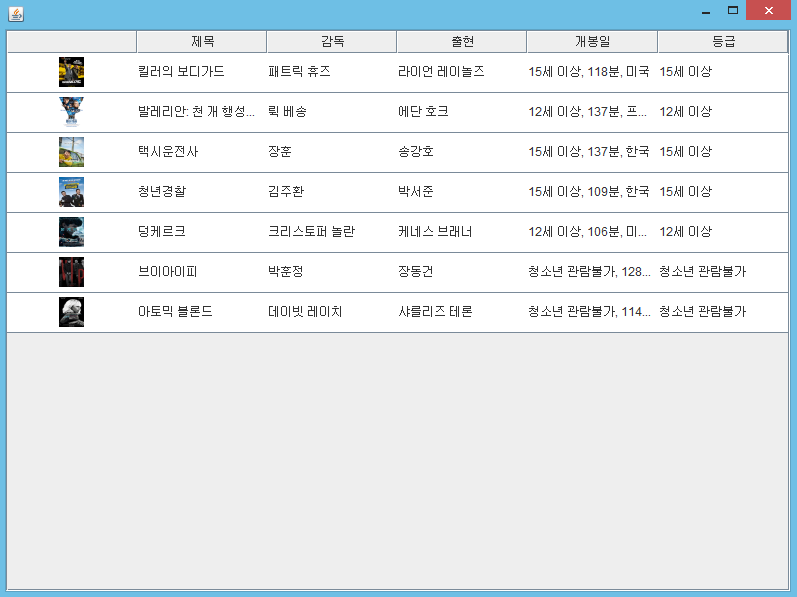 제목 감독 출현 개봉일 등급
킬러의 보디가드 패트릭 휴즈 라이언 레이놀즈 15세 이상, 118분, 미국 15세 이상
발레리안: 천 개 행성... 뤽 베송 에단 호크 12세 이상, 137분, 프... 12세 이상
택시운전사 장훈 송강호 15세 이상, 137분, 한국 15세 이상
청년경찰 김주환 박서준 15세 이상, 109분, 한국 15세 이상
덩케르크 크리스토퍼 놀란 케네스 브래너 12세 이상, 106분, 미... 12세 이상
브이아이피 박훈정 장동건 청소년 관람불가, 128... 청소년 관람불가
아토믹 블론드 데이빗 레이치 샤를리즈 테론 청소년 관람불가, 114... 청소년 관람불가